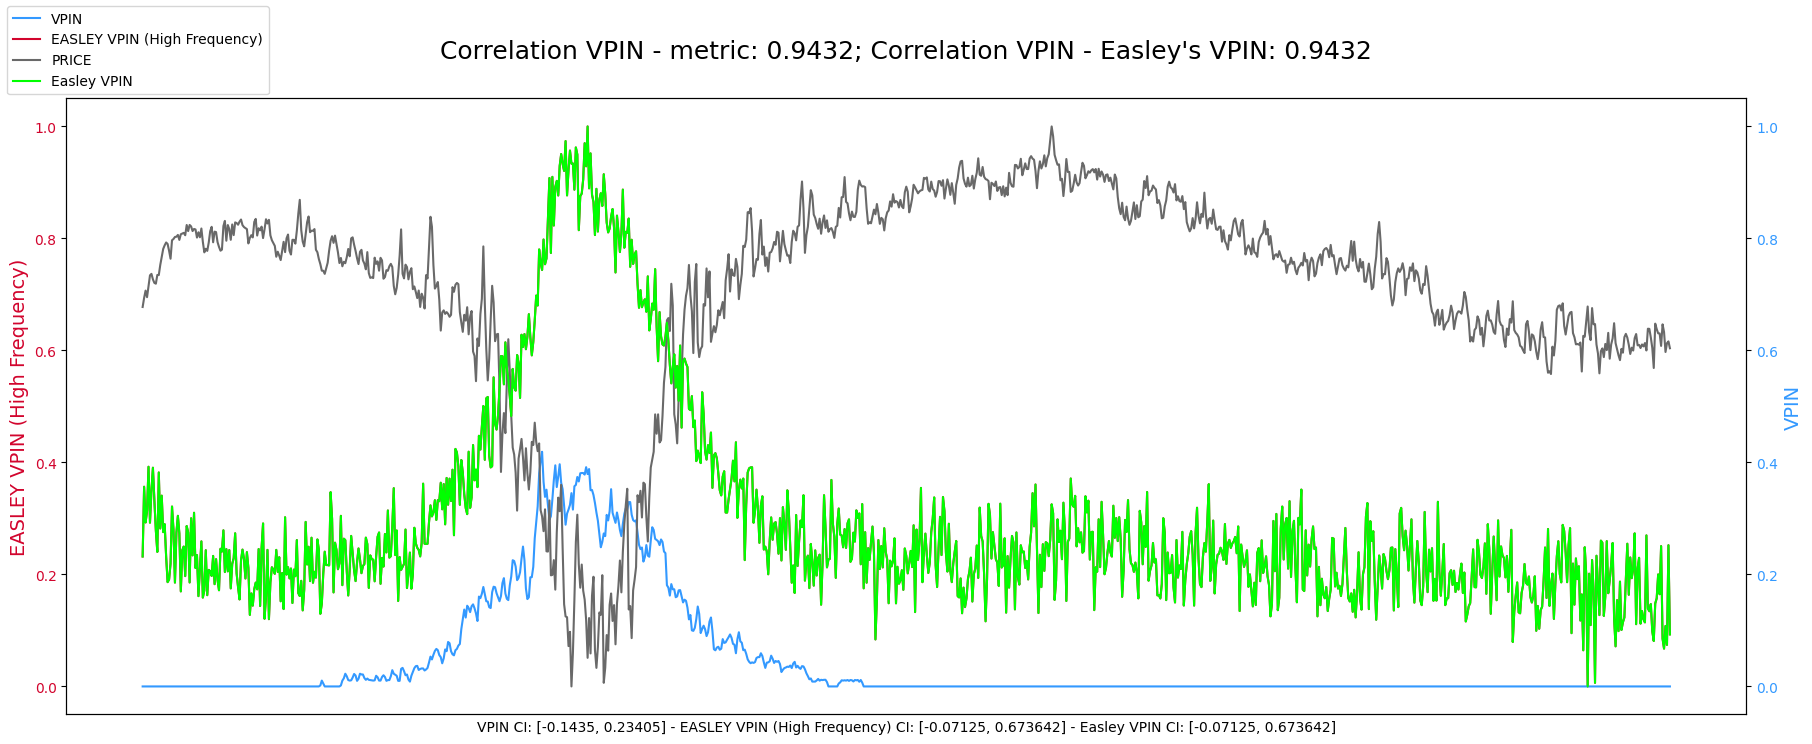 VPIN
EASLEY VPIN (High Frequency)
PRICE
Easley VPIN
Correlation VPIN - metric: 0.9432; Correlation VPIN - Easley's VPIN: 0.9432
EASLEY VPIN (High Frequency)
1.0
0.8
0.6
0.4
0.2
0.0
1.0
0.8
0.6
0.4
0.2
0.0
VPIN
VPIN CI: [-0.1435, 0.23405] - EASLEY VPIN (High Frequency) CI: [-0.07125, 0.673642] - Easley VPIN CI: [-0.07125, 0.673642]